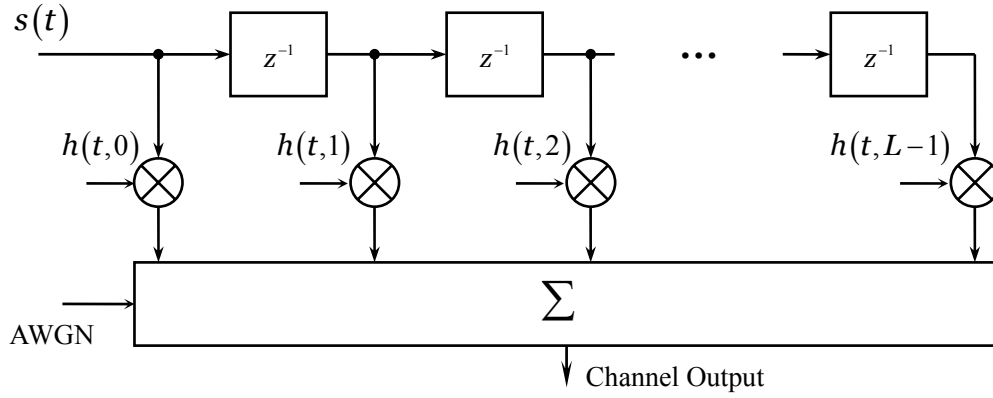 s(t)
z⁻¹ z⁻¹ ••• z⁻¹
h(t,0) h(t,1) h(t,2) h(t,L−1)
∑
AWGN
Channel Output